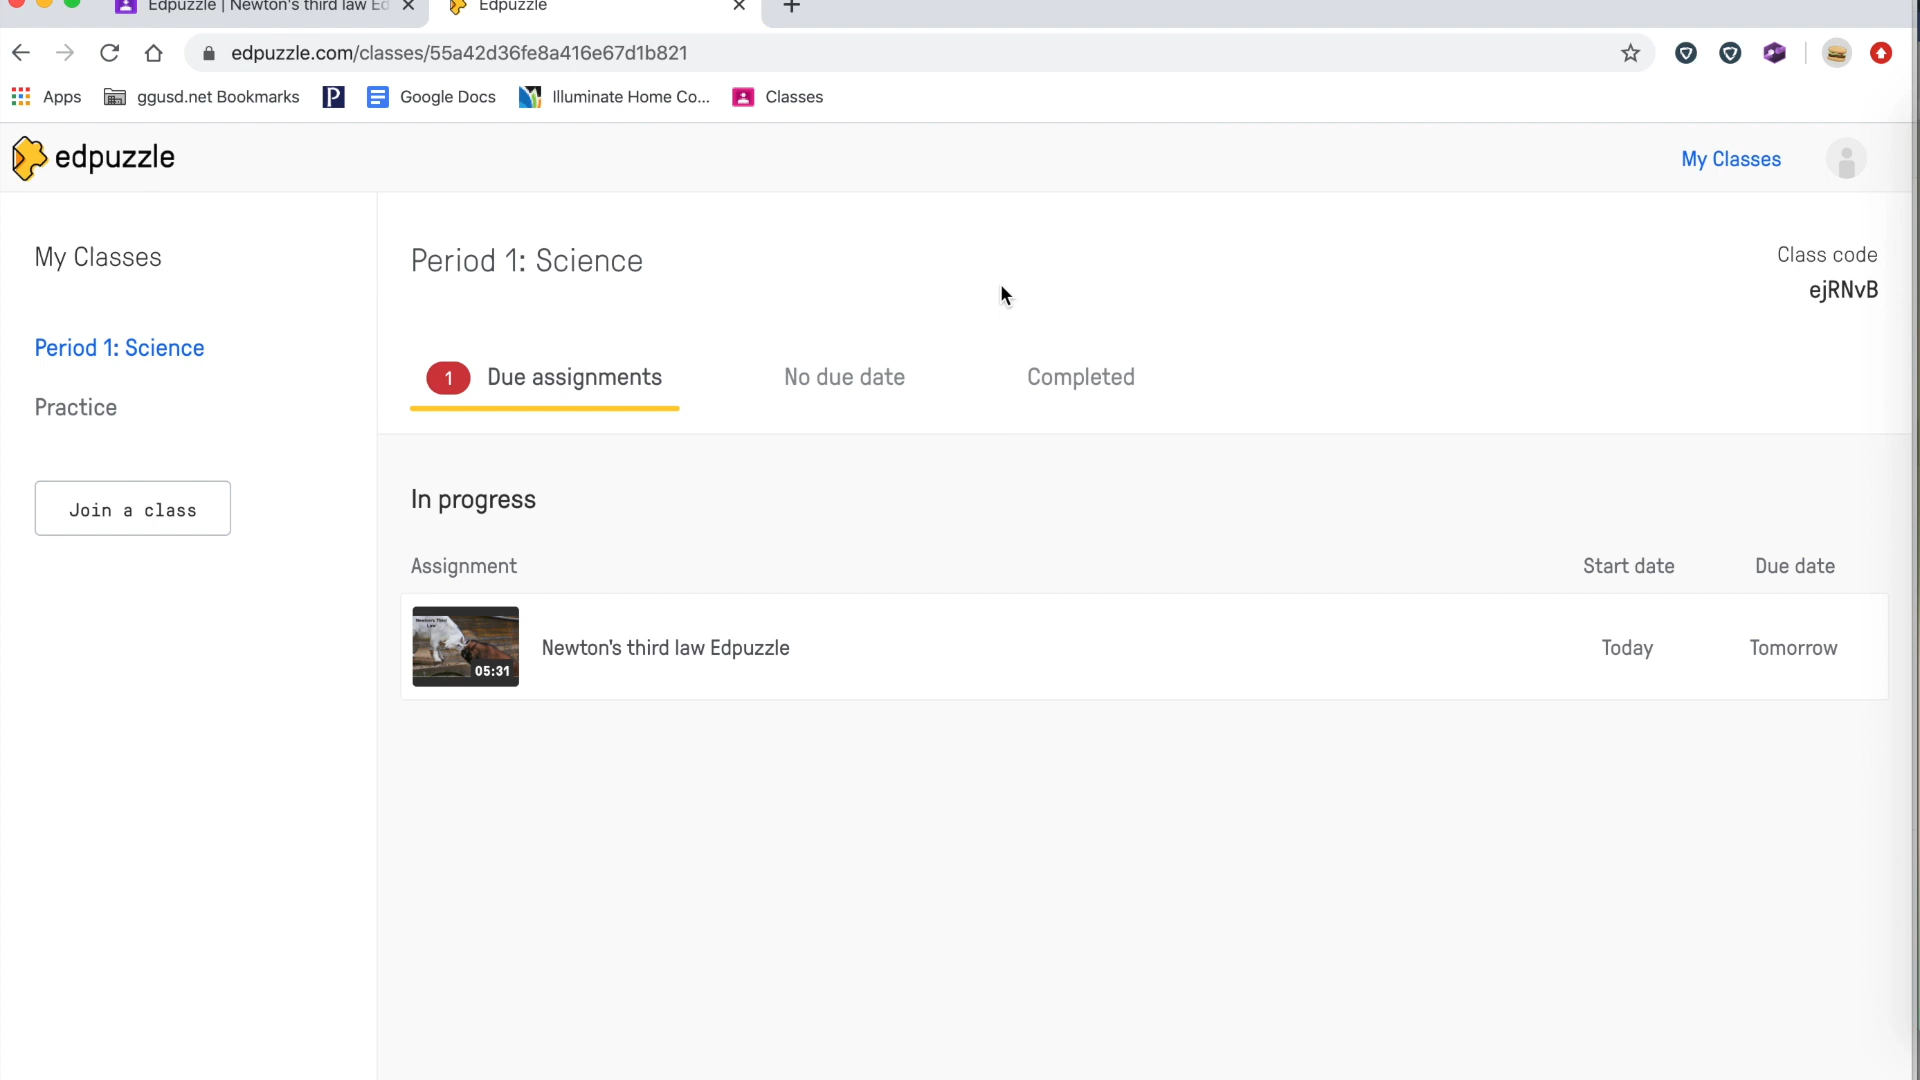 Edpuzzle | Newton's third law Ed
Edpuzzle
edpuzzle.com/classes/55a42d36fe8a416e67d1b821
Apps
ggusd.net Bookmarks
P
Google Docs
Illuminate Home Co...
Classes
edpuzzle
My Classes
My Classes
Period 1: Science
Practice
Join a class
Period 1: Science
Class code
ejRNvB
1
Due assignments
No due date
Completed
In progress
Assignment
Start date
Due date
Newton's Third
Law
05:31
Newton's third law Edpuzzle
Today
Tomorrow